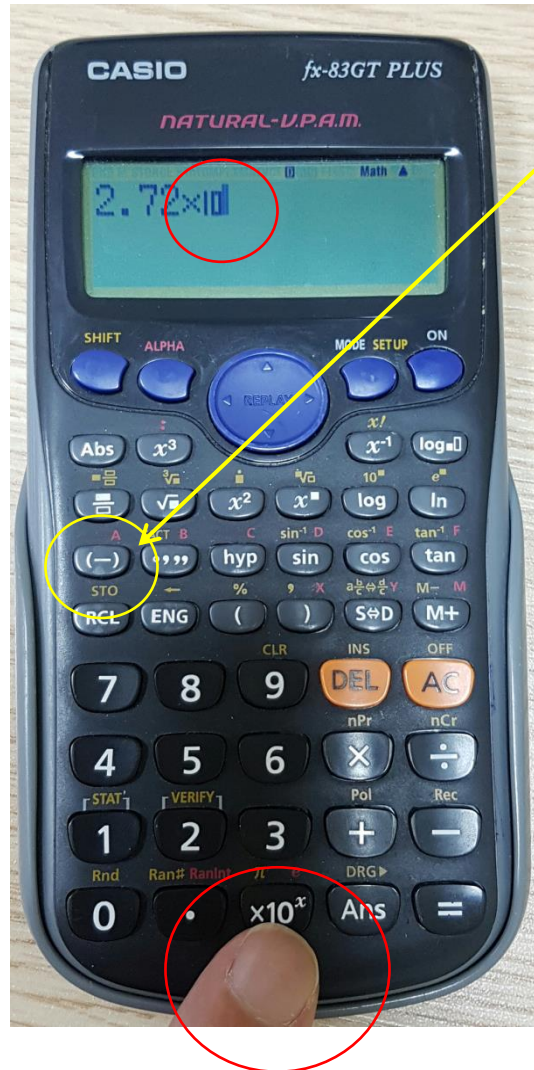 CASIO fx-83GT PLUS
NATURAL-V.P.A.M.
Math ▲
2.72×10
SHIFT ALPHA MODE SETUP ON
REPLAY
x!
Abs x³ x⁻¹ log
³√ 10 e
√ x² x log ln
A B C sin⁻¹ D cos⁻¹ E tan⁻¹ F
(−) hyp sin cos tan
STO ← % , X Y M− M
RCL ENG ( ) S⇔D M+
CLR INS OFF
7 8 9 DEL AC
nPr nCr
4 5 6 × ÷
STAT VERIFY Pol Rec
1 2 3 + −
Rnd Ran# RanInt π e DRG▶
0 • ×10ˣ Ans =